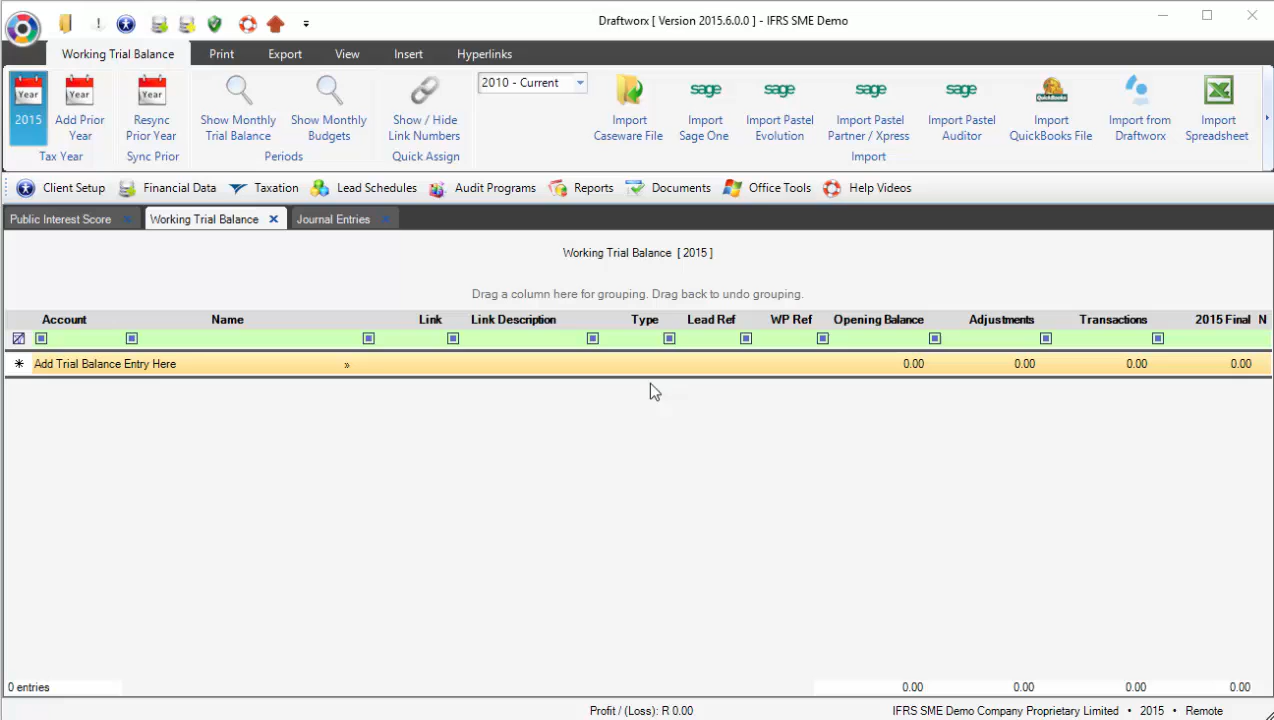 Draftworx [ Version 2015.6.0.0 ] - IFRS SME Demo
Working Trial Balance Print Export View Insert Hyperlinks
Year Year Year 2010 - Current sage sage sage sage QuickBooks
2015 Add Prior Year Resync Prior Year Show Monthly Trial Balance Show Monthly Budgets Show / Hide Link Numbers Import Caseware File Import Sage One Import Pastel Evolution Import Pastel Partner / Xpress Import Pastel Auditor Import QuickBooks File Import from Draftworx Import Spreadsheet
Tax Year Sync Prior Periods Quick Assign Import
Client Setup Financial Data Taxation Lead Schedules Audit Programs Reports Documents Office Tools Help Videos
Public Interest Score Working Trial Balance Journal Entries
Working Trial Balance [ 2015 ]
Drag a column here for grouping. Drag back to undo grouping.
Account Name Link Link Description Type Lead Ref WP Ref Opening Balance Adjustments Transactions 2015 Final N
Add Trial Balance Entry Here » 0.00 0.00 0.00 0.00
0 entries 0.00 0.00 0.00 0.00
Profit / (Loss): R 0.00 IFRS SME Demo Company Proprietary Limited • 2015 • Remote